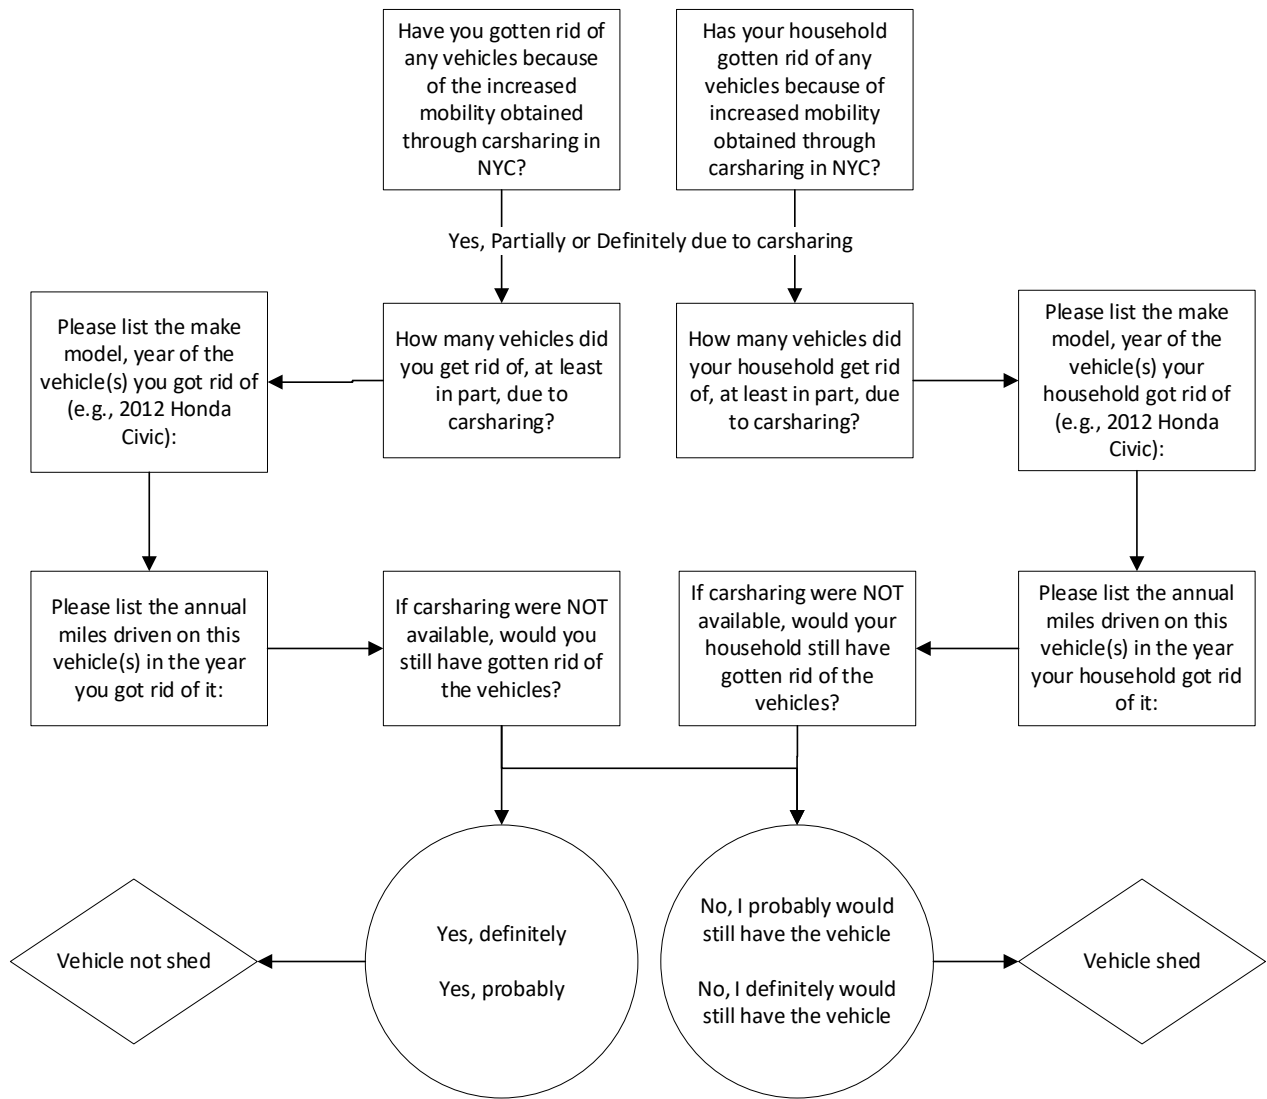 Have you gotten rid of
any vehicles because
of the increased
mobility obtained
through carsharing in
NYC?
Has your household
gotten rid of any
vehicles because of
increased mobility
obtained through
carsharing in NYC?
Yes, Partially or Definitely due to carsharing
Please list the make
model, year of the
vehicle(s) you got rid of
(e.g., 2012 Honda
Civic):
How many vehicles did
you get rid of, at least
in part, due to
carsharing?
How many vehicles did
your household get rid
of, at least in part, due
to carsharing?
Please list the make
model, year of the
vehicle(s) your
household got rid of
(e.g., 2012 Honda
Civic):
Please list the annual
miles driven on this
vehicle(s) in the year
you got rid of it:
If carsharing were NOT
available, would you
still have gotten rid of
the vehicles?
If carsharing were NOT
available, would your
household still have
gotten rid of the
vehicles?
Please list the annual
miles driven on this
vehicle(s) in the year
your household got rid
of it:
Vehicle not shed
Yes, definitely
Yes, probably
No, I probably would
still have the vehicle
No, I definitely would
still have the vehicle
Vehicle shed